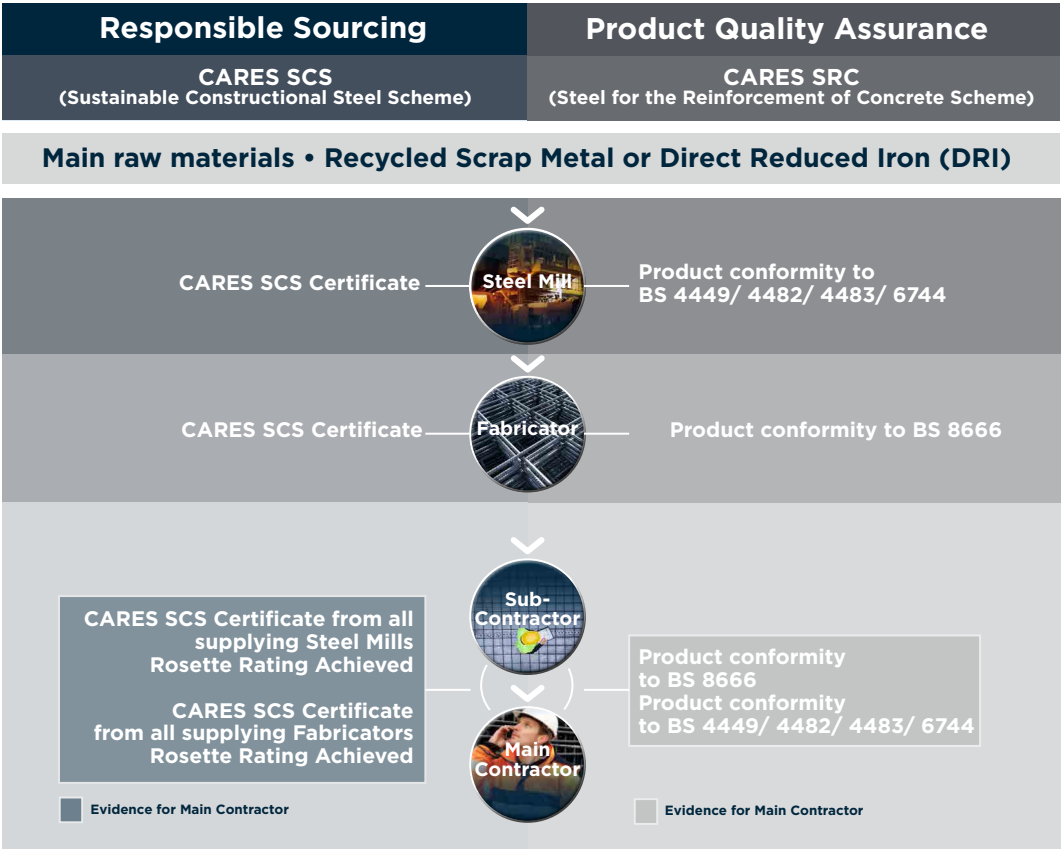 Responsible Sourcing
Product Quality Assurance
CARES SCS
(Sustainable Constructional Steel Scheme)
CARES SRC
(Steel for the Reinforcement of Concrete Scheme)
Main raw materials • Recycled Scrap Metal or Direct Reduced Iron (DRI)
CARES SCS Certificate
Steel Mill
Product conformity to
BS 4449/ 4482/ 4483/ 6744
CARES SCS Certificate
Fabricator
Product conformity to BS 8666
Sub-
Contractor
CARES SCS Certificate from all
supplying Steel Mills
Rosette Rating Achieved
CARES SCS Certificate
from all supplying Fabricators
Rosette Rating Achieved
Product conformity
to BS 8666
Product conformity
to BS 4449/ 4482/ 4483/ 6744
Main
Contractor
Evidence for Main Contractor
Evidence for Main Contractor